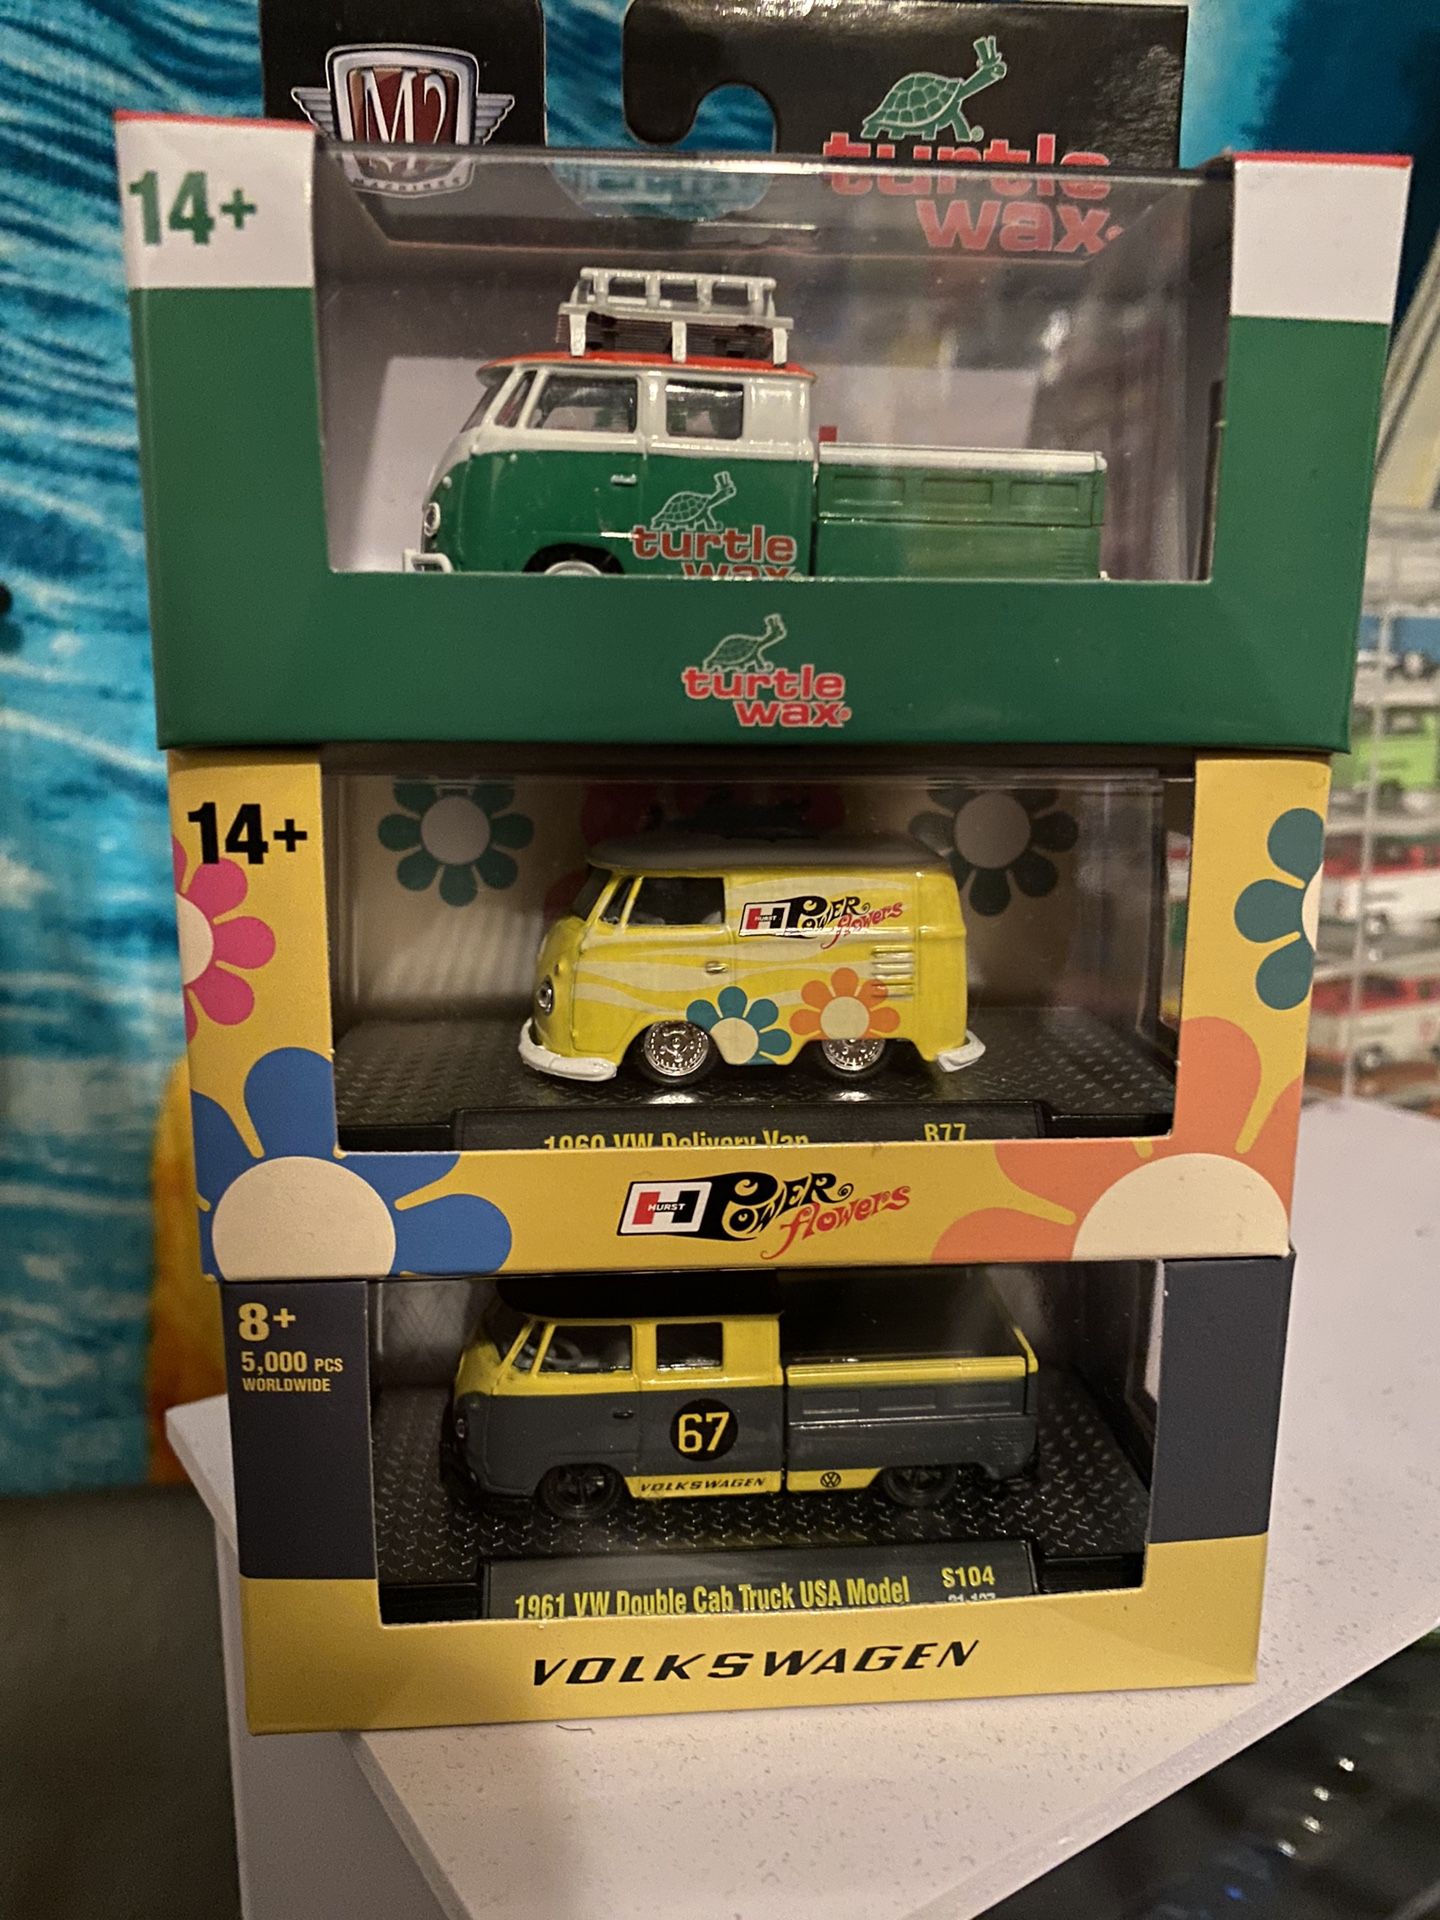 M2
MACHINES
turtle
wax
14+
turtle
wax
turtle
wax
14+
HURST POWER
flowers
1960 VW Delivery Van R77
HURST POWER
flowers
8+
5,000 PCS
WORLDWIDE
67
VOLKSWAGEN
1961 VW Double Cab Truck USA Model S104
VOLKSWAGEN